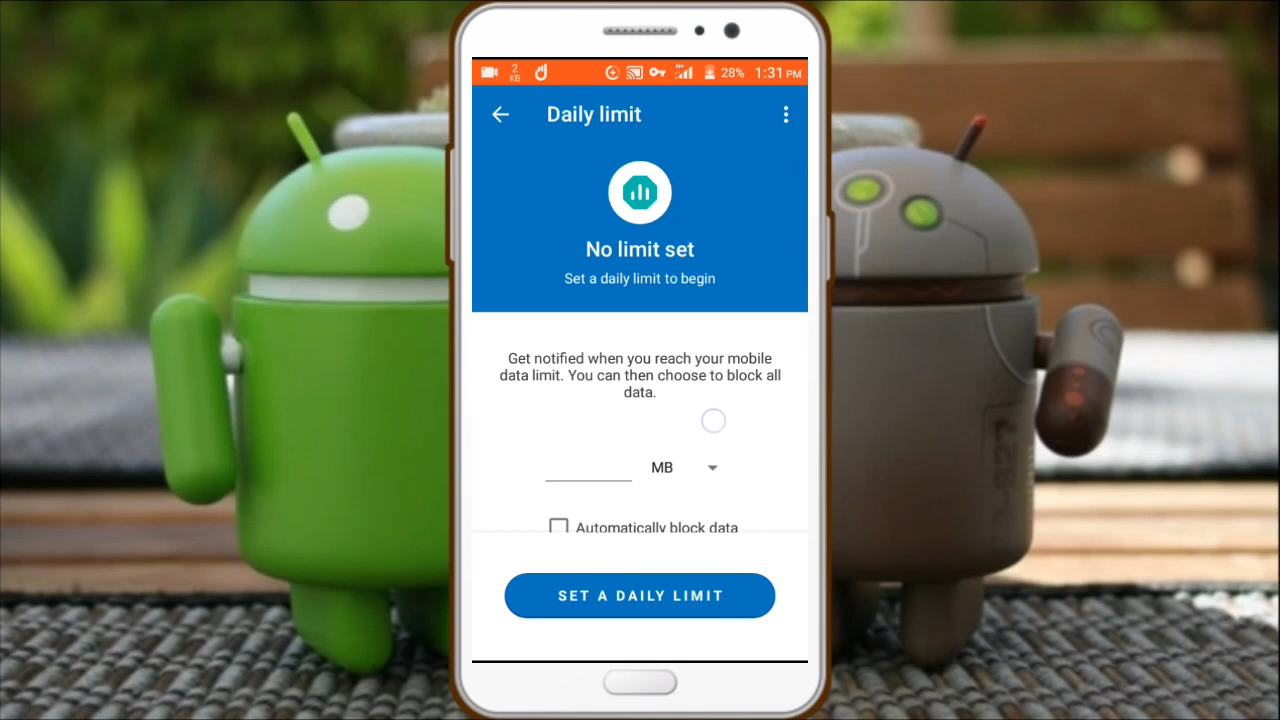 2 KB 28% 1:31 PM
Daily limit
No limit set
Set a daily limit to begin
Get notified when you reach your mobile
data limit. You can then choose to block all
data.
MB
Automatically block data
SET A DAILY LIMIT